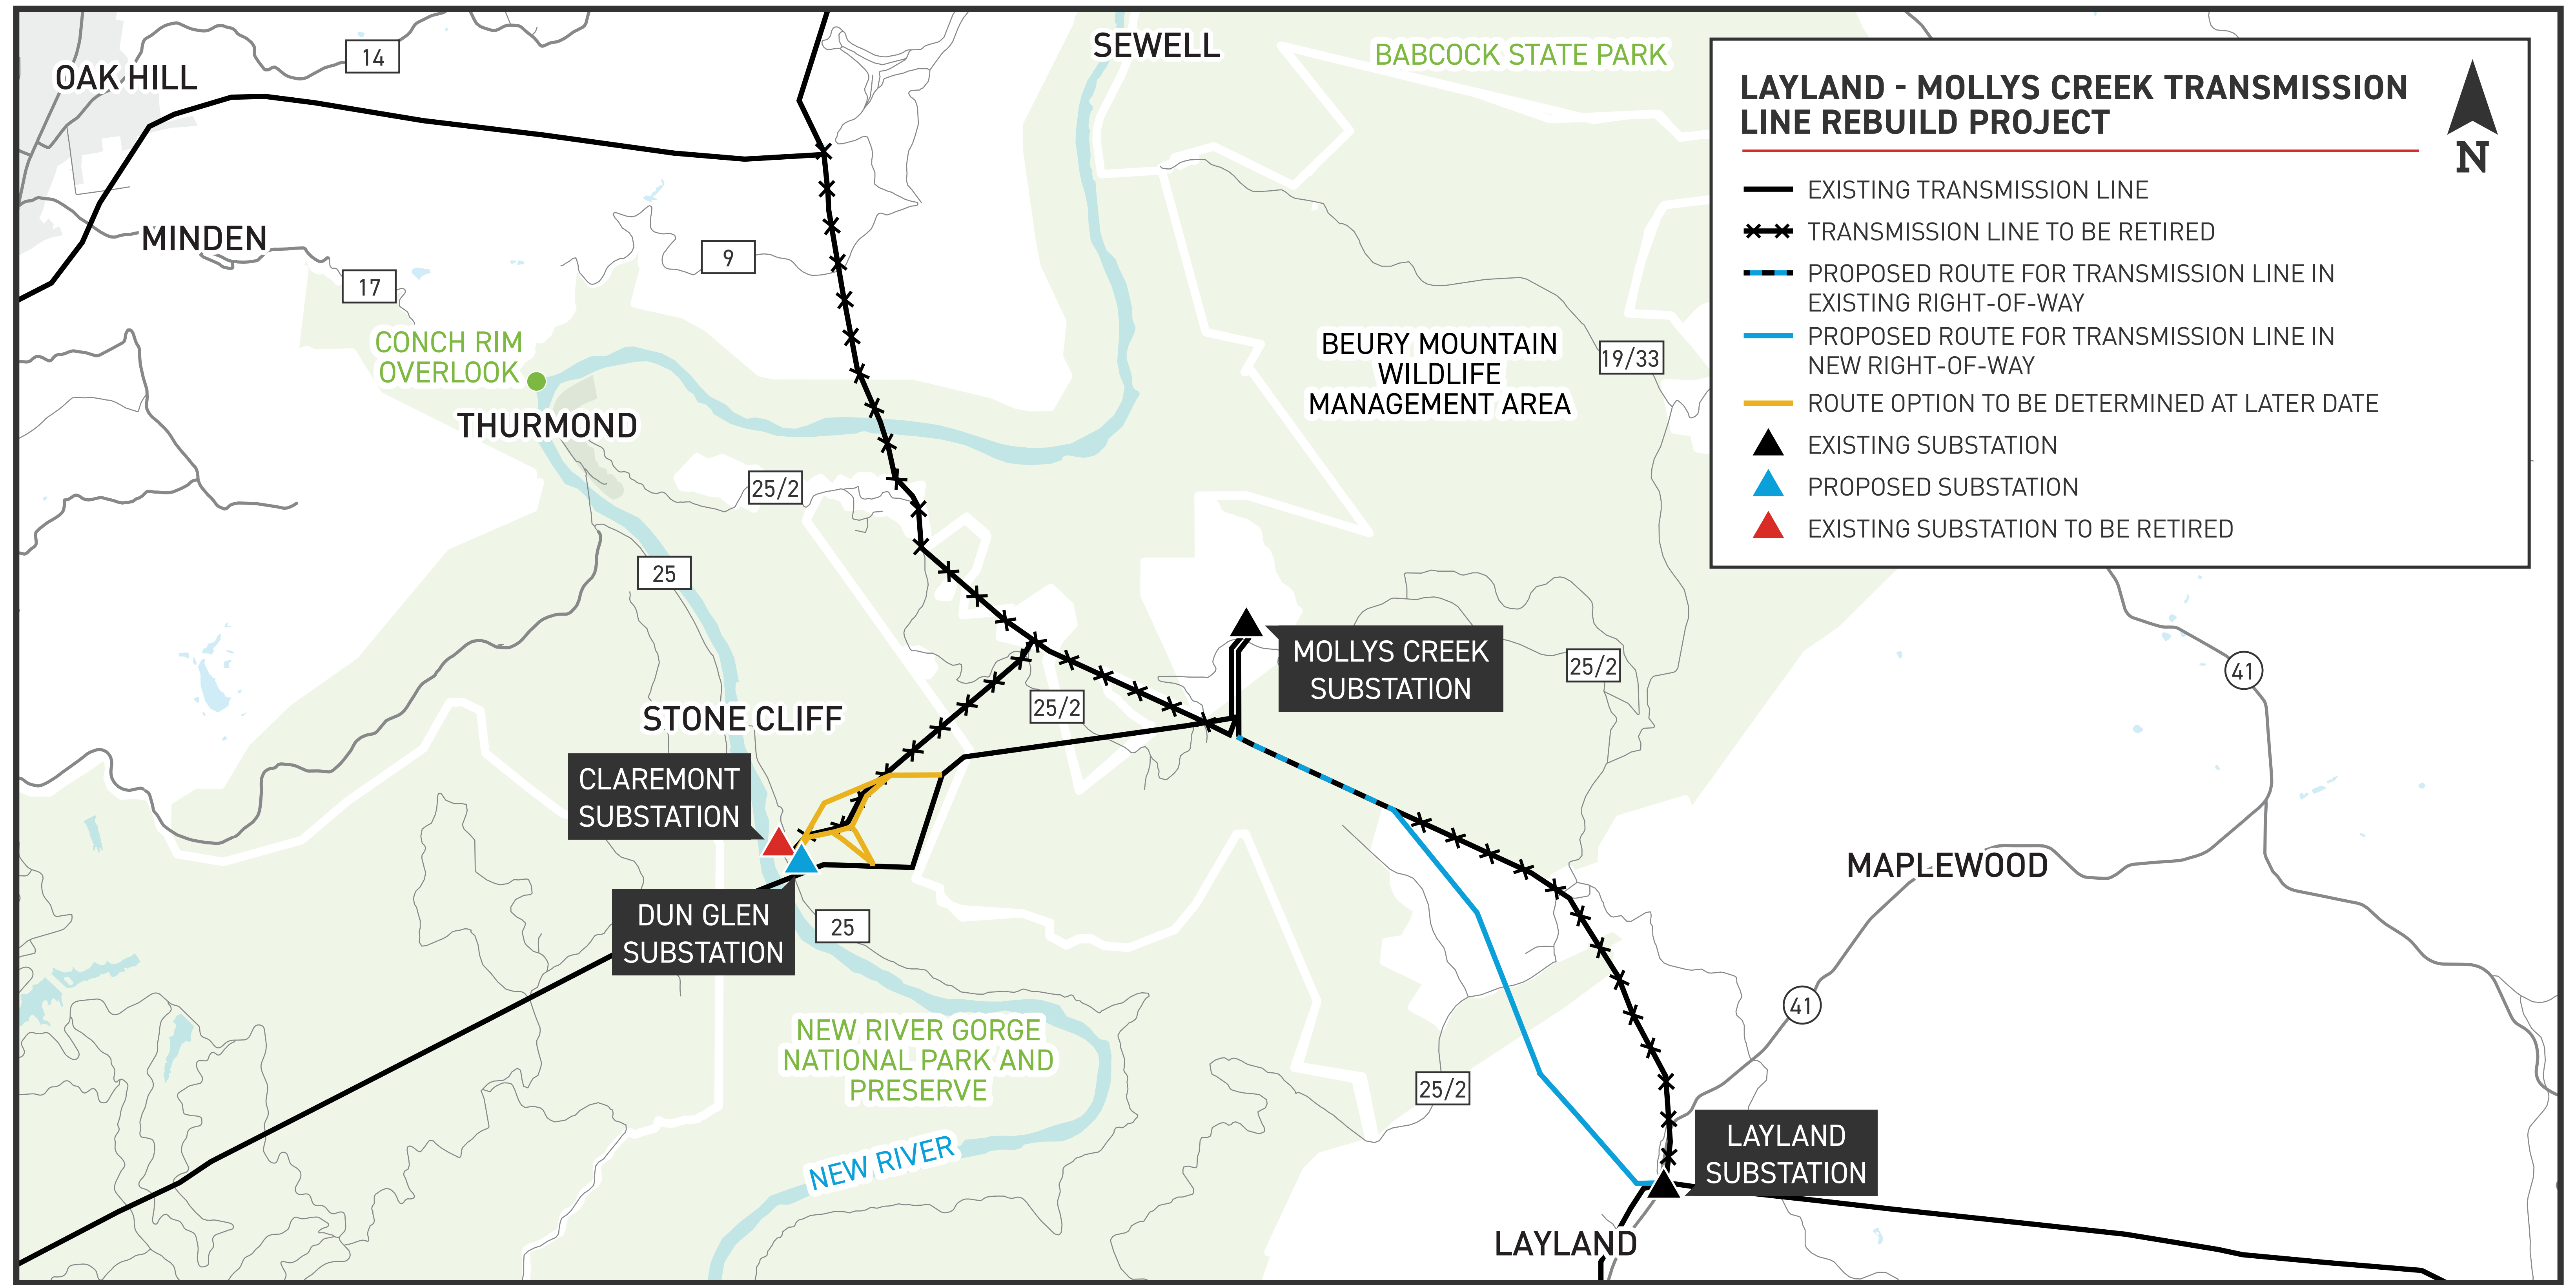 LAYLAND - MOLLYS CREEK TRANSMISSION
LINE REBUILD PROJECT
N
EXISTING TRANSMISSION LINE
TRANSMISSION LINE TO BE RETIRED
PROPOSED ROUTE FOR TRANSMISSION LINE IN
EXISTING RIGHT-OF-WAY
PROPOSED ROUTE FOR TRANSMISSION LINE IN
NEW RIGHT-OF-WAY
ROUTE OPTION TO BE DETERMINED AT LATER DATE
EXISTING SUBSTATION
PROPOSED SUBSTATION
EXISTING SUBSTATION TO BE RETIRED
SEWELL
BABCOCK STATE PARK
14
OAK HILL
MINDEN
9
17
CONCH RIM
OVERLOOK
THURMOND
BEURY MOUNTAIN
WILDLIFE
MANAGEMENT AREA
19/33
25/2
25
MOLLYS CREEK
SUBSTATION
25/2
41
25/2
STONE CLIFF
CLAREMONT
SUBSTATION
MAPLEWOOD
DUN GLEN
SUBSTATION
25
41
NEW RIVER GORGE
NATIONAL PARK AND
PRESERVE
25/2
NEW RIVER
LAYLAND
SUBSTATION
LAYLAND